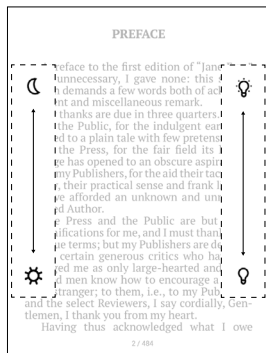 PREFACE
reface to the first edition of "Jane
unnecessary, I gave none: this
demands a few words both of ac
nt and miscellaneous remark.
thanks are due in three quarters.
the Public, for the indulgent ear
ed to a plain tale with few pretens
the Press, for the fair field its
e has opened to an obscure aspir
my Publishers, for the aid their tac
, their practical sense and frank l
ve afforded an unknown and un
ed Author.
e Press and the Public are but
ifications for me, and I must than
ue terms; but my Publishers are de
certain generous critics who ha
ed me as only large-hearted and
d men know how to encourage a
tranger; to them, i.e., to my Pub
and the select Reviewers, I say cordially, Gen-
tlemen, I thank you from my heart.
Having thus acknowledged what I owe
2 / 484